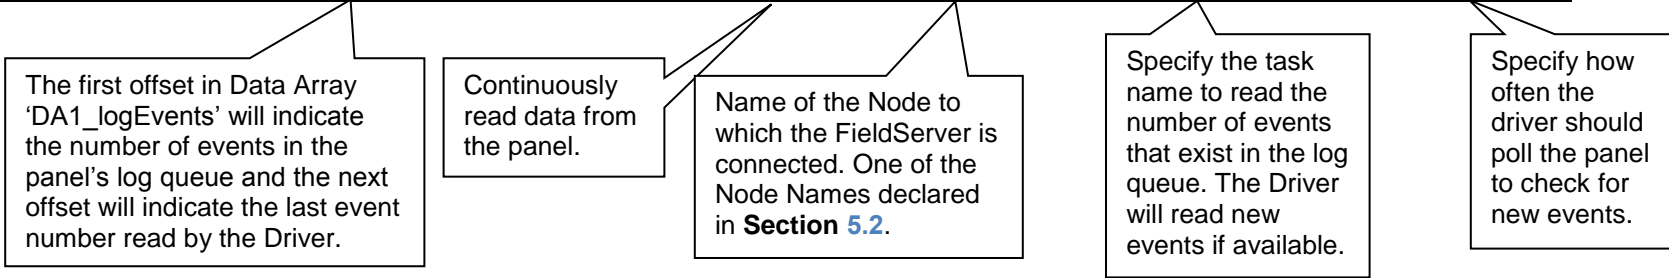 The first offset in Data Array
‘DA1_logEvents’ will indicate
the number of events in the
panel’s log queue and the next
offset will indicate the last event
number read by the Driver.
Continuously
read data from
the panel.
Name of the Node to
which the FieldServer is
connected. One of the
Node Names declared
in Section 5.2.
Specify the task
name to read the
number of events
that exist in the log
queue. The Driver
will read new
events if available.
Specify how
often the
driver should
poll the panel
to check for
new events.